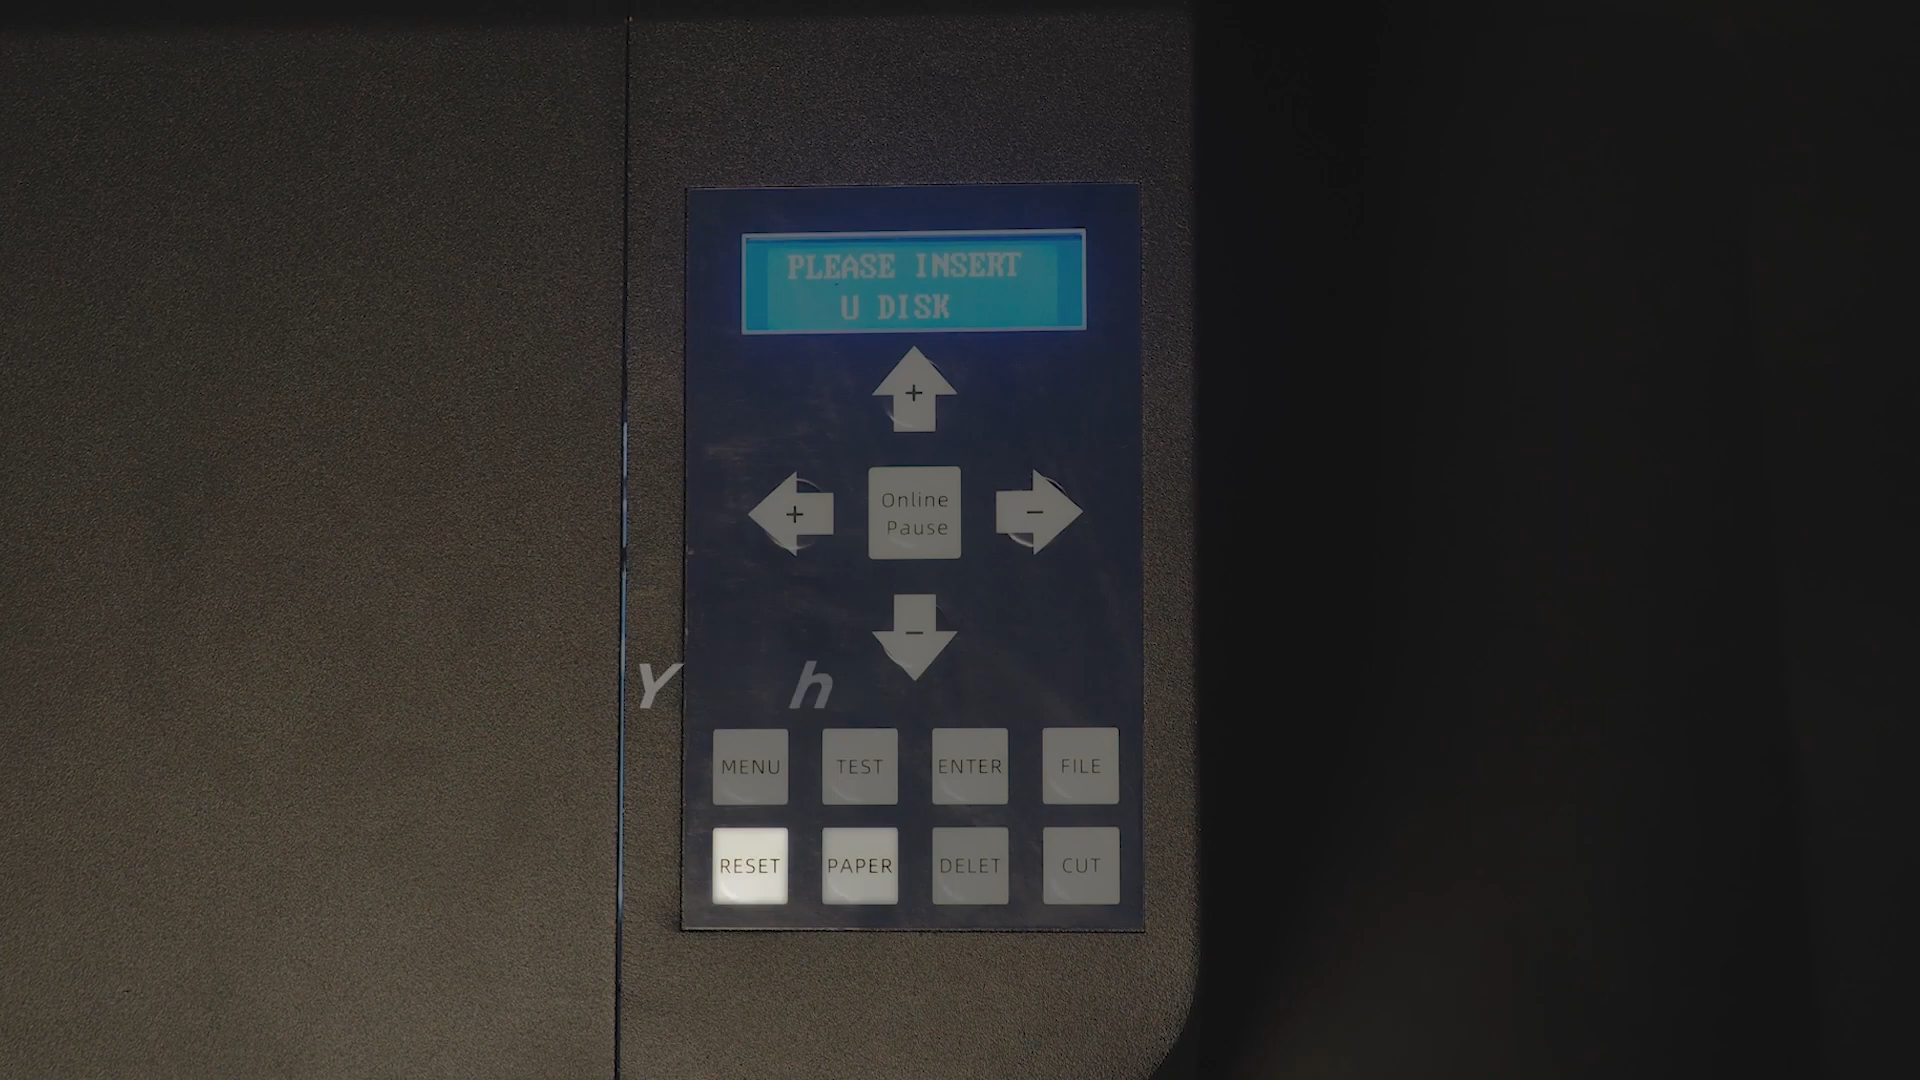 PLEASE INSERT
U DISK
+
+ Online Pause -
-
Y h
MENU TEST ENTER FILE
RESET PAPER DELET CUT